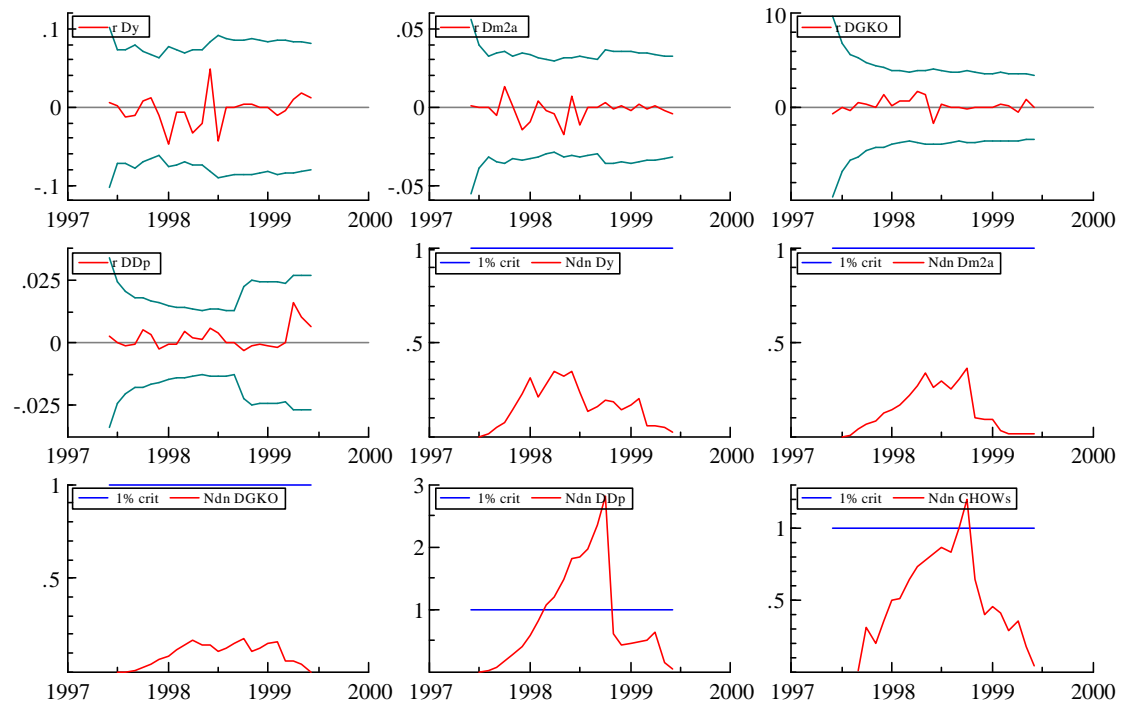 .1
r Dy
0
-.1
1997 1998 1999 2000
.05
r Dm2a
0
-.05
1997 1998 1999 2000
10
r DGKO
0
1997 1998 1999 2000
r DDp
.025
0
-.025
1997 1998 1999 2000
1
1% crit Ndn Dy
.5
1997 1998 1999 2000
1
1% crit Ndn Dm2a
.5
1997 1998 1999 2000
1
1% crit Ndn DGKO
.5
1997 1998 1999 2000
3
1% crit Ndn DDp
2
1
1997 1998 1999 2000
1% crit Ndn CHOWs
1
.5
1997 1998 1999 2000